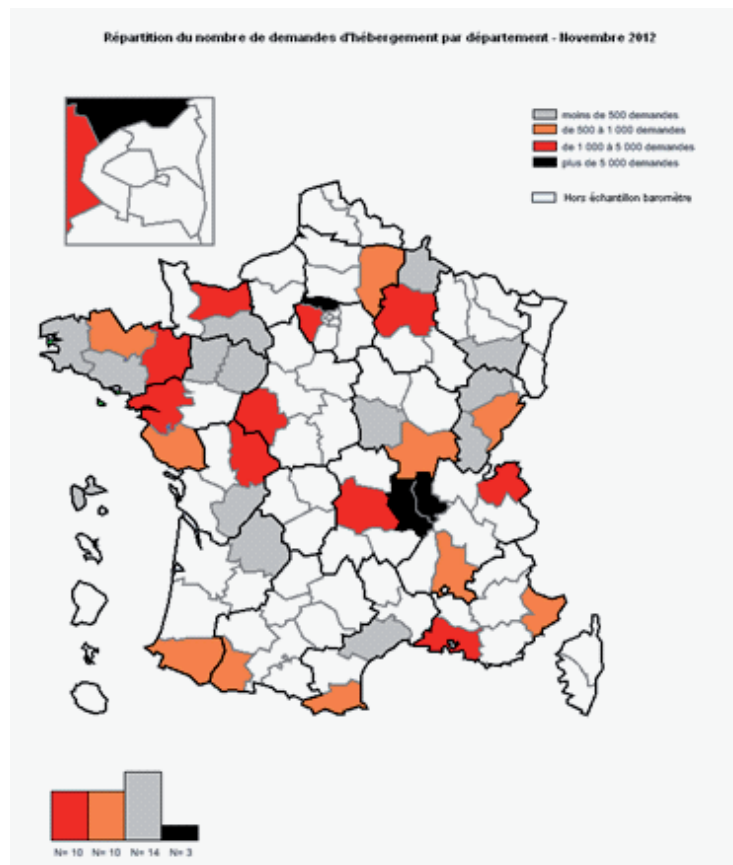 Répartition du nombre de demandes d'hébergement par département - Novembre 2012
moins de 500 demandes
de 500 à 1 000 demandes
de 1 000 à 5 000 demandes
plus de 5 000 demandes
Hors échantillon baromètre
N= 10 N= 10 N= 14 N= 3